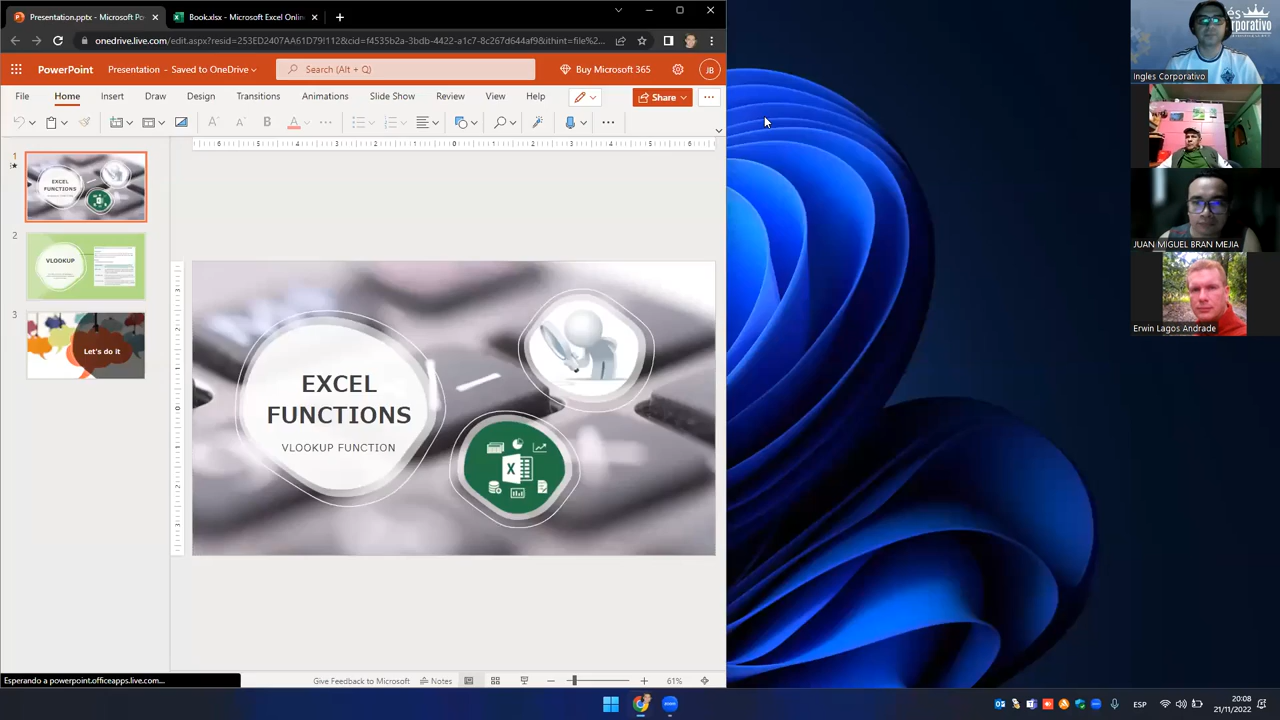 Presentation.pptx - Microsoft Po
Book.xlsx - Microsoft Excel Onlin
onedrive.live.com/edit.aspx?resid=253ED2407AA61D79!112&cid=f4535b2a-3bdb-4422-a1c7-8c267d644af9&ithint=file%2...
PowerPoint
Presentation - Saved to OneDrive
Search (Alt + Q)
Buy Microsoft 365
JB
File
Home
Insert
Draw
Design
Transitions
Animations
Slide Show
Review
View
Help
Share
1
EXCEL
FUNCTIONS
2
VLOOKUP
3
Let's do it
EXCEL
FUNCTIONS
VLOOKUP FUNCTION
Esperando a powerpoint.officeapps.live.com...
Give Feedback to Microsoft
Notes
61%
Ingles Corporativo
JUAN MIGUEL BRAN MEJIA
Erwin Lagos Andrade
ESP
20:08
21/11/2022